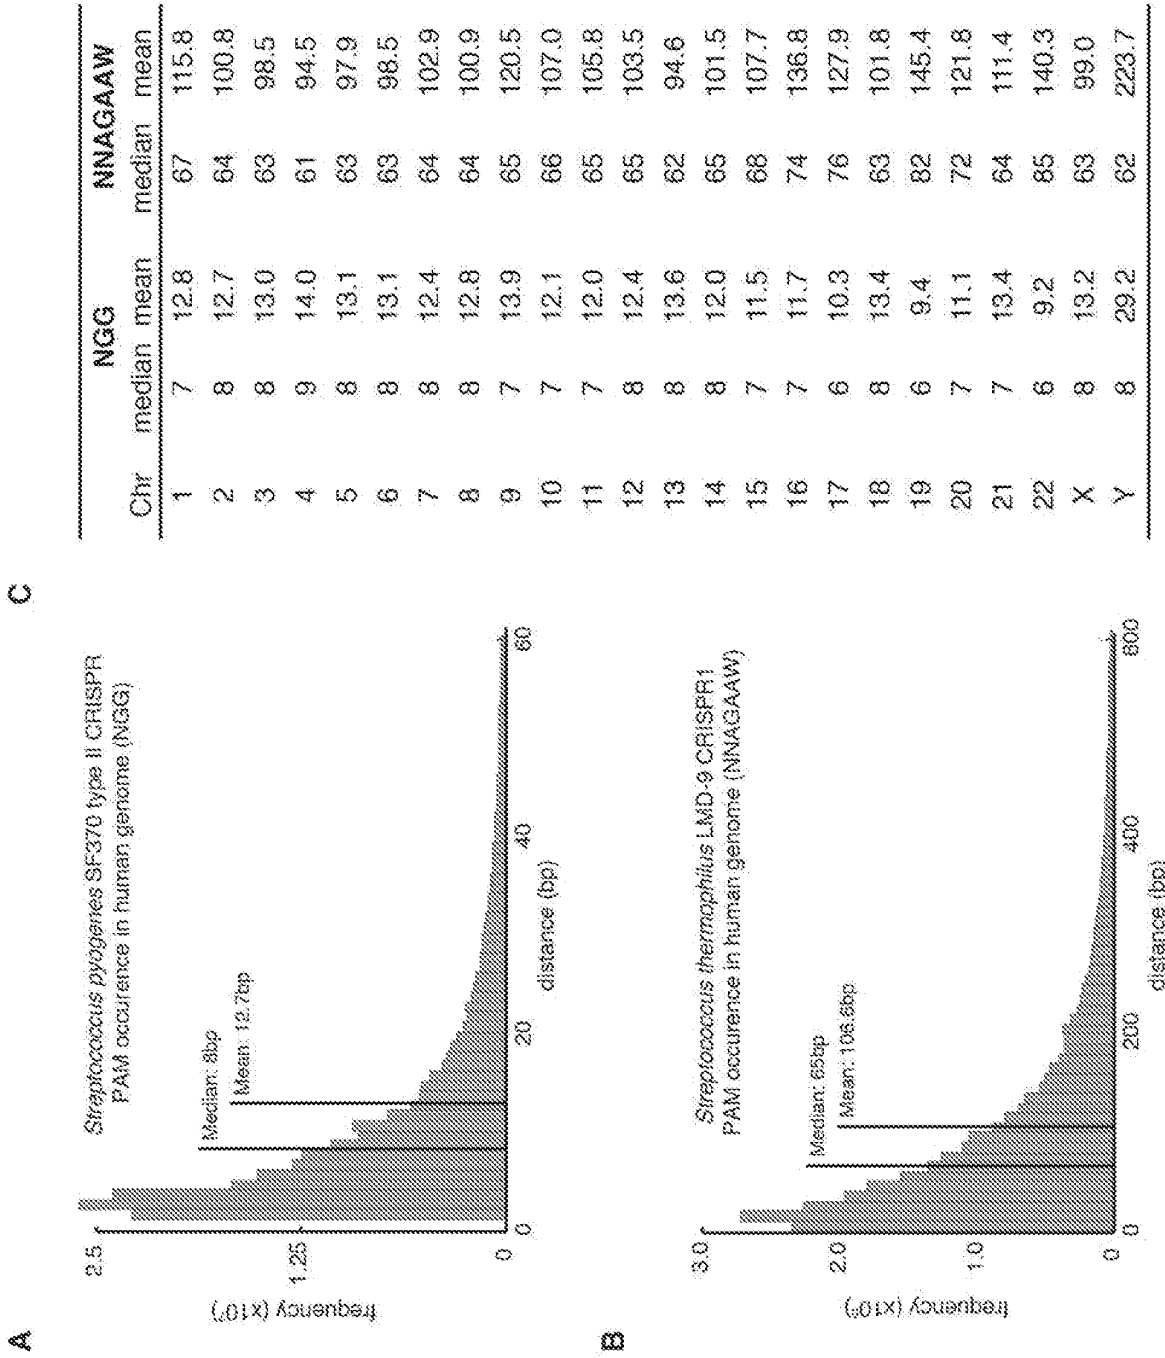 A
Streptococcus pyogenes SF370 type II CRISPR
PAM occurence in human genome (NGG)
2.5
1.25
0
frequency
Median: 8bp
Mean: 12.7bp
0 20 40 60
distance (bp)
B
Streptococcus thermophilus LMD-9 CRISPR1
PAM occurence in human genome (NNAGAAW)
3.0
2.0
1.0
0
frequency
Median: 65bp
Mean: 106.6bp
0 200 400 600
distance (bp)
C
NGG NNAGAAW
Chr median mean median mean
1 7 12.8 67 115.8
2 8 12.7 64 100.8
3 8 13.0 63 98.5
4 9 14.0 61 94.5
5 8 13.1 63 97.9
6 8 13.1 63 98.5
7 8 12.4 64 102.9
8 8 12.8 64 100.9
9 7 13.9 65 120.5
10 7 12.1 66 107.0
11 7 12.0 65 105.8
12 8 12.4 65 103.5
13 8 13.6 62 94.6
14 8 12.0 65 101.5
15 7 11.5 68 107.7
16 7 11.7 74 136.8
17 6 10.3 76 127.9
18 8 13.4 63 101.8
19 6 9.4 82 145.4
20 7 11.1 72 121.8
21 7 13.4 64 111.4
22 6 9.2 85 140.3
X 8 13.2 63 99.0
Y 8 29.2 62 223.7